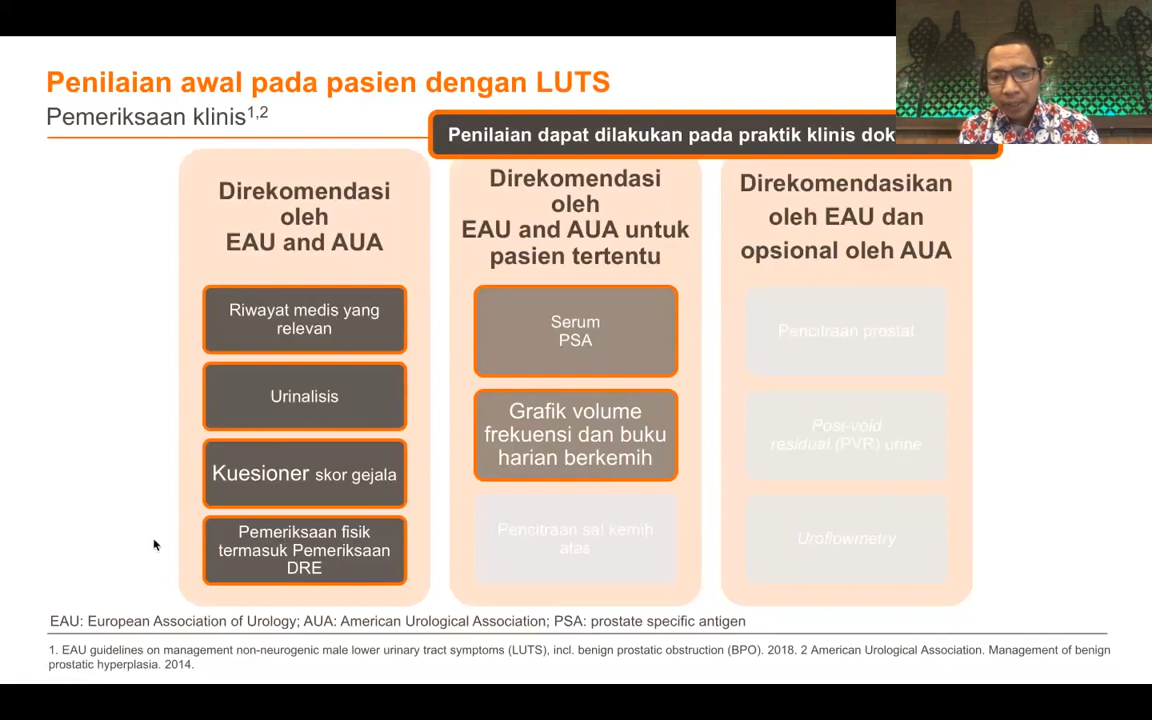 Penilaian awal pada pasien dengan LUTS
Pemeriksaan klinis1,2
Penilaian dapat dilakukan pada praktik klinis
Direkomendasi
oleh
EAU and AUA
Riwayat medis yang
relevan
Urinalisis
Kuesioner skor gejala
Pemeriksaan fisik
termasuk Pemeriksaan
DRE
Direkomendasi
oleh
EAU and AUA untuk
pasien tertentu
Serum
PSA
Grafik volume
frekuensi dan buku
harian berkemih
Pencitraan sal kemih
atas
Direkomendasikan
oleh EAU dan
opsional oleh AUA
Pencitraan prostat
Post-void
residual (PVR) urine
Uroflowmetry
EAU: European Association of Urology; AUA: American Urological Association; PSA: prostate specific antigen
1. EAU guidelines on management non-neurogenic male lower urinary tract symptoms (LUTS), incl. benign prostatic obstruction (BPO). 2018. 2 American Urological Association. Management of benign
prostatic hyperplasia. 2014.